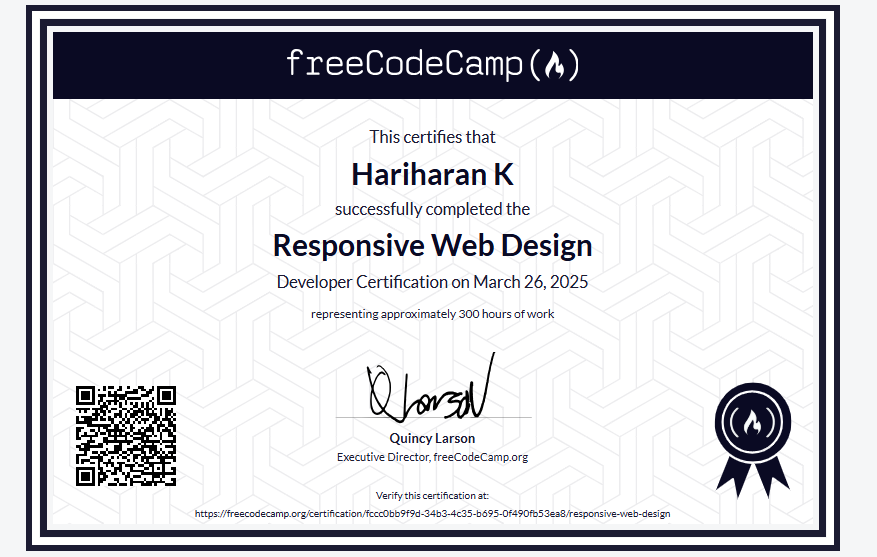 freeCodeCamp
This certifies that
Hariharan K
successfully completed the
Responsive Web Design
Developer Certification on March 26, 2025
representing approximately 300 hours of work
Quincy Larson
Executive Director, freeCodeCamp.org
Verify this certification at:
https://freecodecamp.org/certification/fccc0bb9f9d-34b3-4c35-b695-0f490fb53ea8/responsive-web-design